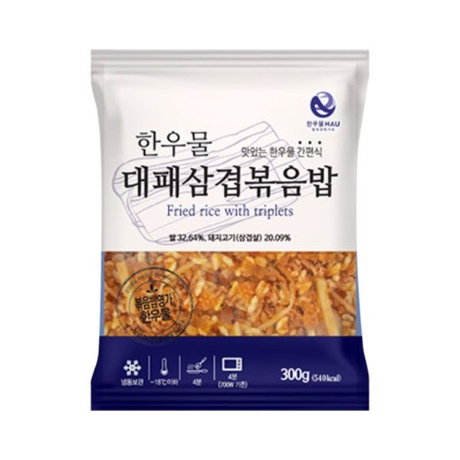 한우물 HAU
한우물
맛있는 한우물 간편식
대패삼겹볶음밥
Fried rice with triplets
쌀 32.64%, 돼지고기(삼겹살) 20.09%
볶음밥명가
한우물
냉동보관
-18℃이하
4분
4분
(700W 기준)
300g (540kcal)